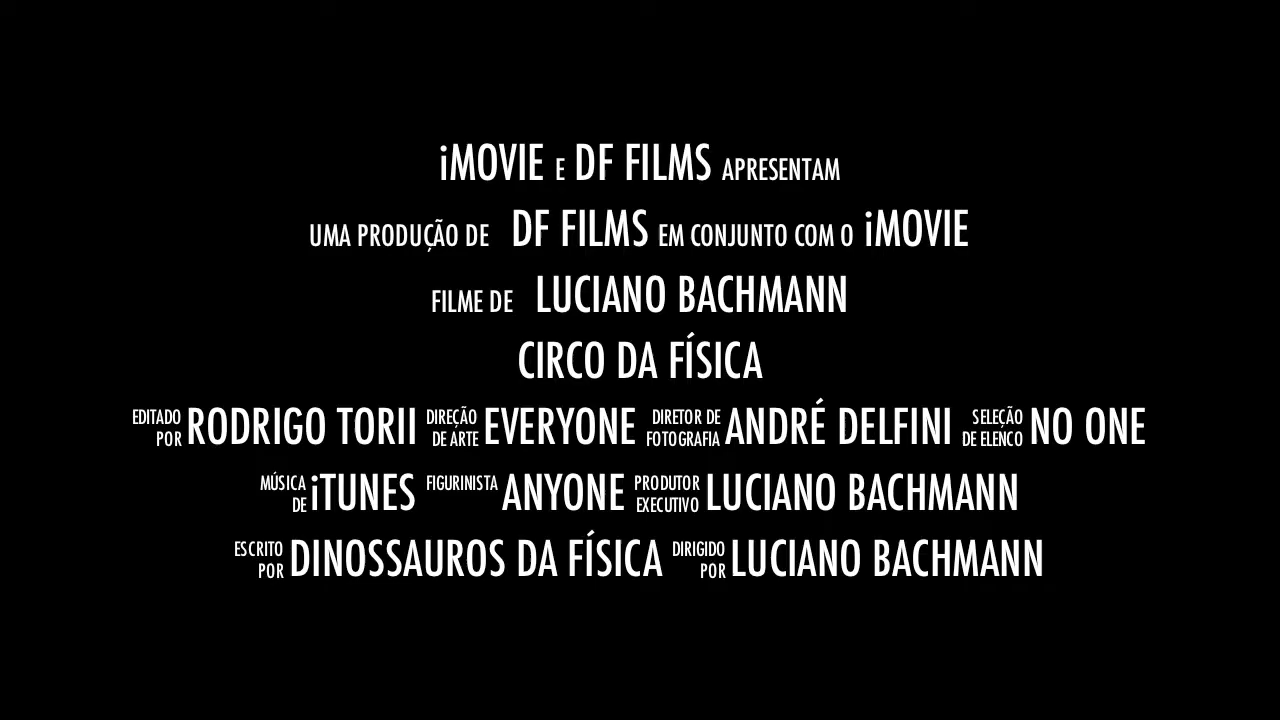 iMOVIE E DF FILMS APRESENTAM
UMA PRODUÇÃO DE DF FILMS EM CONJUNTO COM O iMOVIE
FILME DE LUCIANO BACHMANN
CIRCO DA FÍSICA
EDITADO POR RODRIGO TORII DIREÇÃO DE ARTE EVERYONE DIRETOR DE FOTOGRAFIA ANDRÉ DELFINI SELEÇÃO DE ELENCO NO ONE
MÚSICA DE iTUNES FIGURINISTA ANYONE PRODUTOR EXECUTIVO LUCIANO BACHMANN
ESCRITO POR DINOSSAUROS DA FÍSICA DIRIGIDO POR LUCIANO BACHMANN